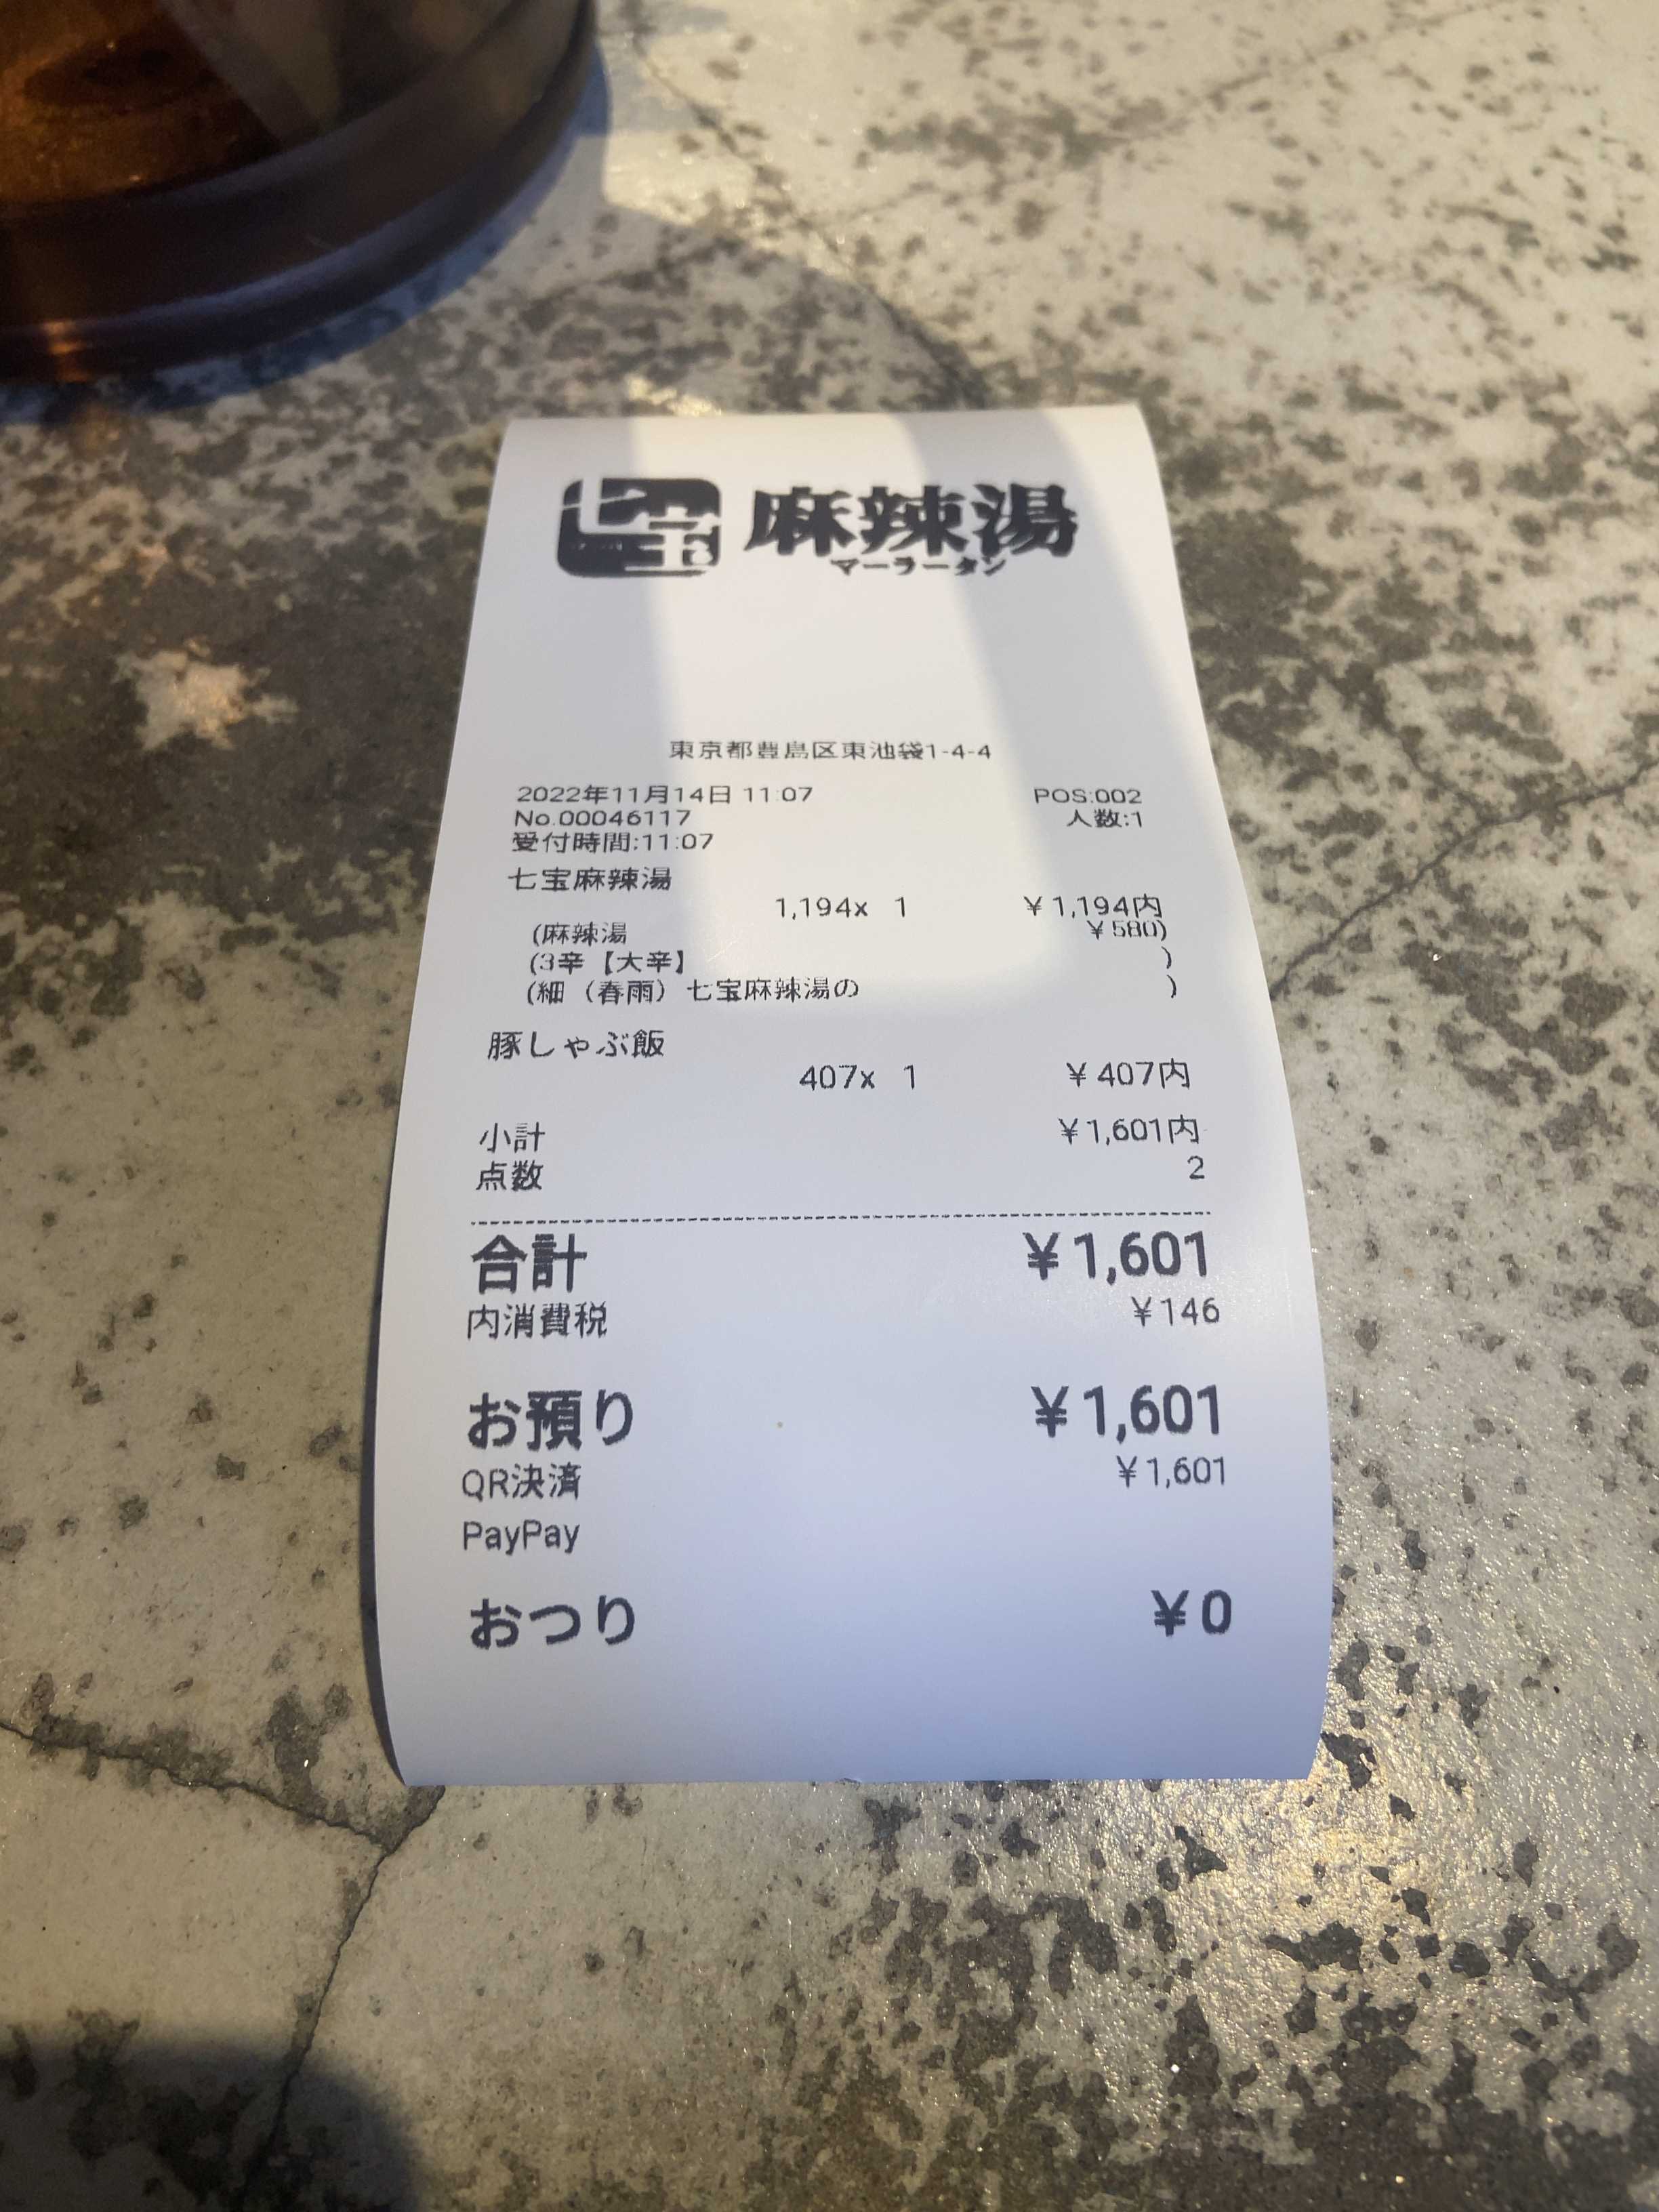 七宝 麻辣湯
マーラータン
東京都豊島区東池袋1-4-4
2022年11月14日 11:07 POS:002
No.00046117 人数:1
受付時間:11:07
七宝麻辣湯
1,194x 1 ¥1,194内
(麻辣湯 ¥580)
(3辛【大辛】 )
(細（春雨）七宝麻辣湯の )
豚しゃぶ飯
407x 1 ¥407内
小計 ¥1,601内
点数 2
合計 ¥1,601
内消費税 ¥146
お預り ¥1,601
QR決済 ¥1,601
PayPay
おつり ¥0